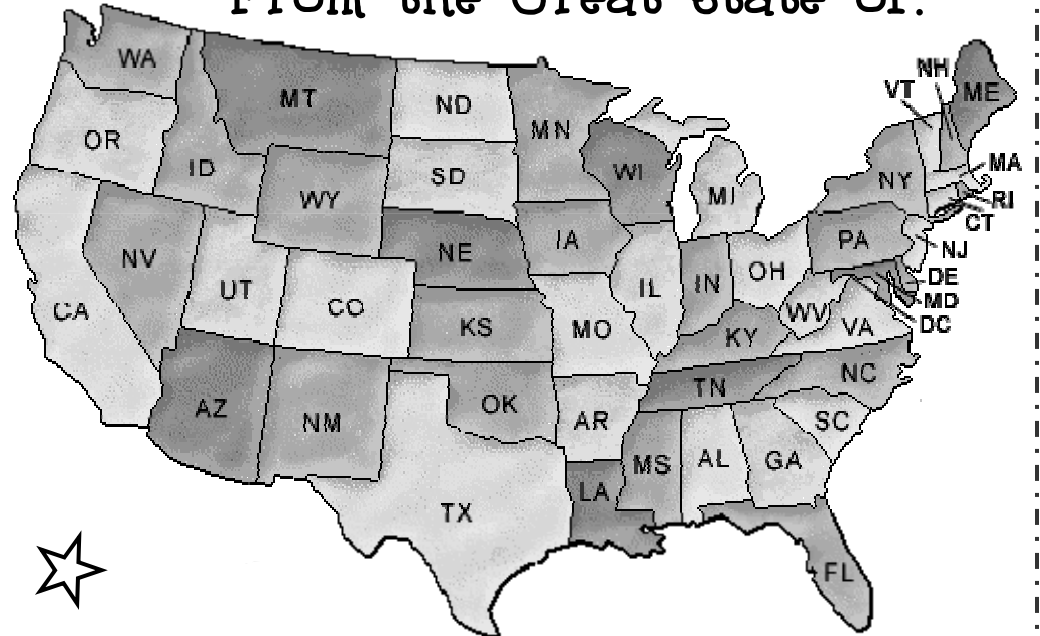 From the Great State of:
WA
MT
ND
MN
OR
ID
WY
SD
WI
MI
NH
VT
ME
MA
NY
RI
CT
NJ
PA
DE
MD
DC
NE
IA
IL
IN
OH
WV
VA
NV
UT
CO
CA
KS
MO
KY
TN
NC
SC
AZ
NM
OK
AR
MS
AL
GA
LA
TX
FL